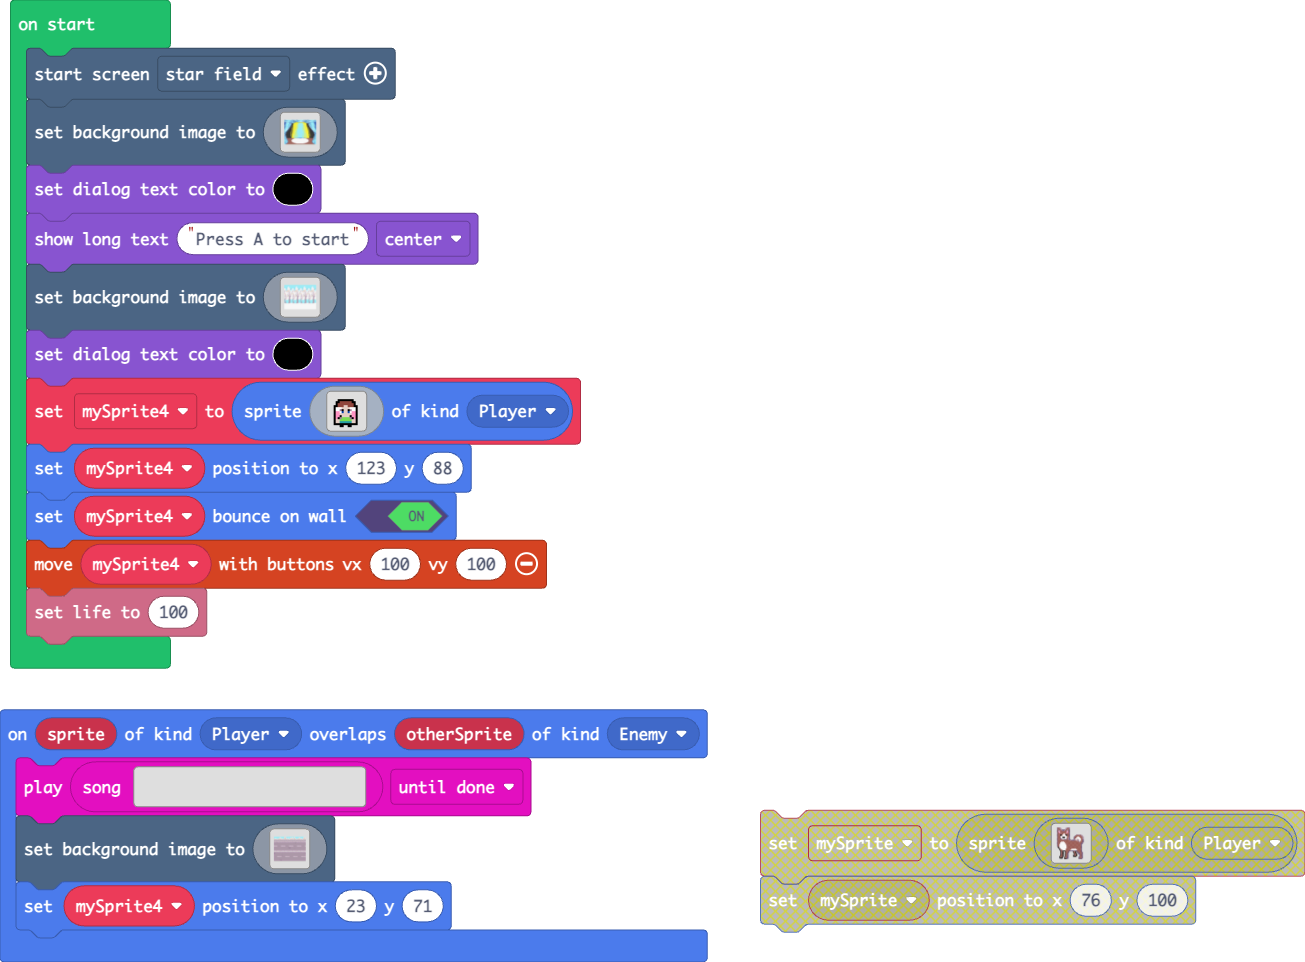 on start
start screen star field effect
set background image to
set dialog text color to
show long text "Press A to start" center
set background image to
set dialog text color to
set mySprite4 to sprite of kind Player
set mySprite4 position to x 123 y 88
set mySprite4 bounce on wall ON
move mySprite4 with buttons vx 100 vy 100
set life to 100
on sprite of kind Player overlaps otherSprite of kind Enemy
play song until done
set background image to
set mySprite4 position to x 23 y 71
set mySprite to sprite of kind Player
set mySprite position to x 76 y 100